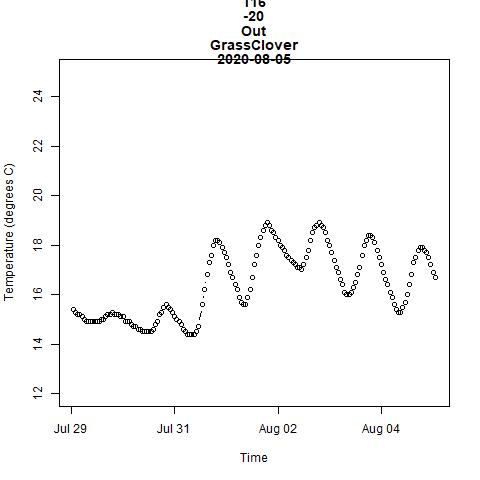 T16
-20
Out
GrassClover
2020-08-05
Temperature (degrees C)
24
22
20
18
16
14
12
Jul 29 Jul 31 Aug 02 Aug 04
Time